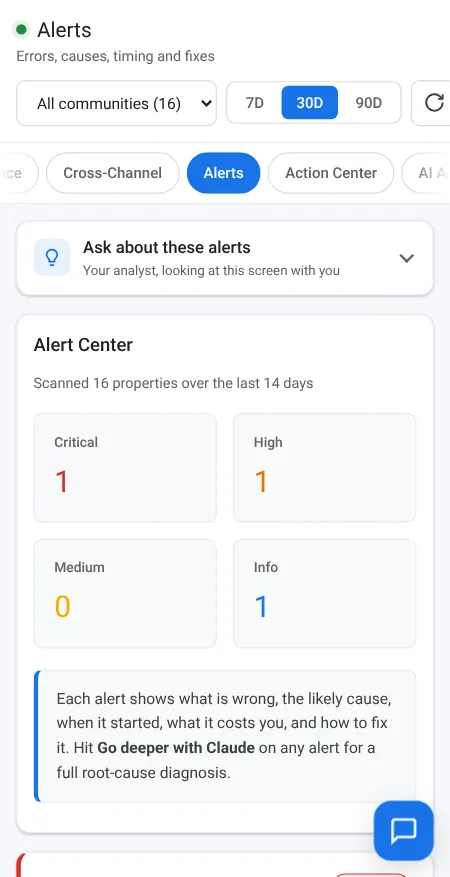 Alerts
Errors, causes, timing and fixes
All communities (16)
7D
30D
90D
ce
Cross-Channel
Alerts
Action Center
AI A
Ask about these alerts
Your analyst, looking at this screen with you
Alert Center
Scanned 16 properties over the last 14 days
Critical
High
1
1
Medium
Info
0
1
Each alert shows what is wrong, the likely cause,
when it started, what it costs you, and how to fix
it. Hit Go deeper with Claude on any alert for a
full root-cause diagnosis.